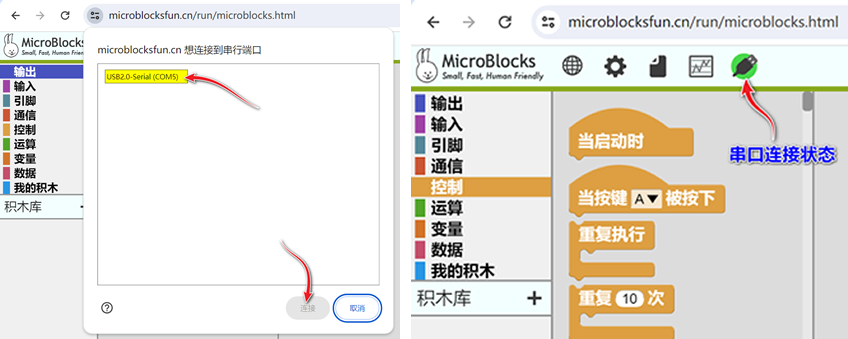 microblocksfun.cn/run/microblocks.html
MicroBlocks
Small, Fast, Human Friendly
输出
输入
引脚
通信
控制
运算
变量
数据
我的积木
积木库 +
microblocksfun.cn 想连接到串行端口
USB2.0-Serial (COM5)
连接
取消
microblocksfun.cn/run/microblocks.html
MicroBlocks
Small, Fast, Human Friendly
串口连接状态
输出
输入
引脚
通信
控制
运算
变量
数据
我的积木
积木库 +
当启动时
当按键 A 被按下
重复执行
重复 10 次